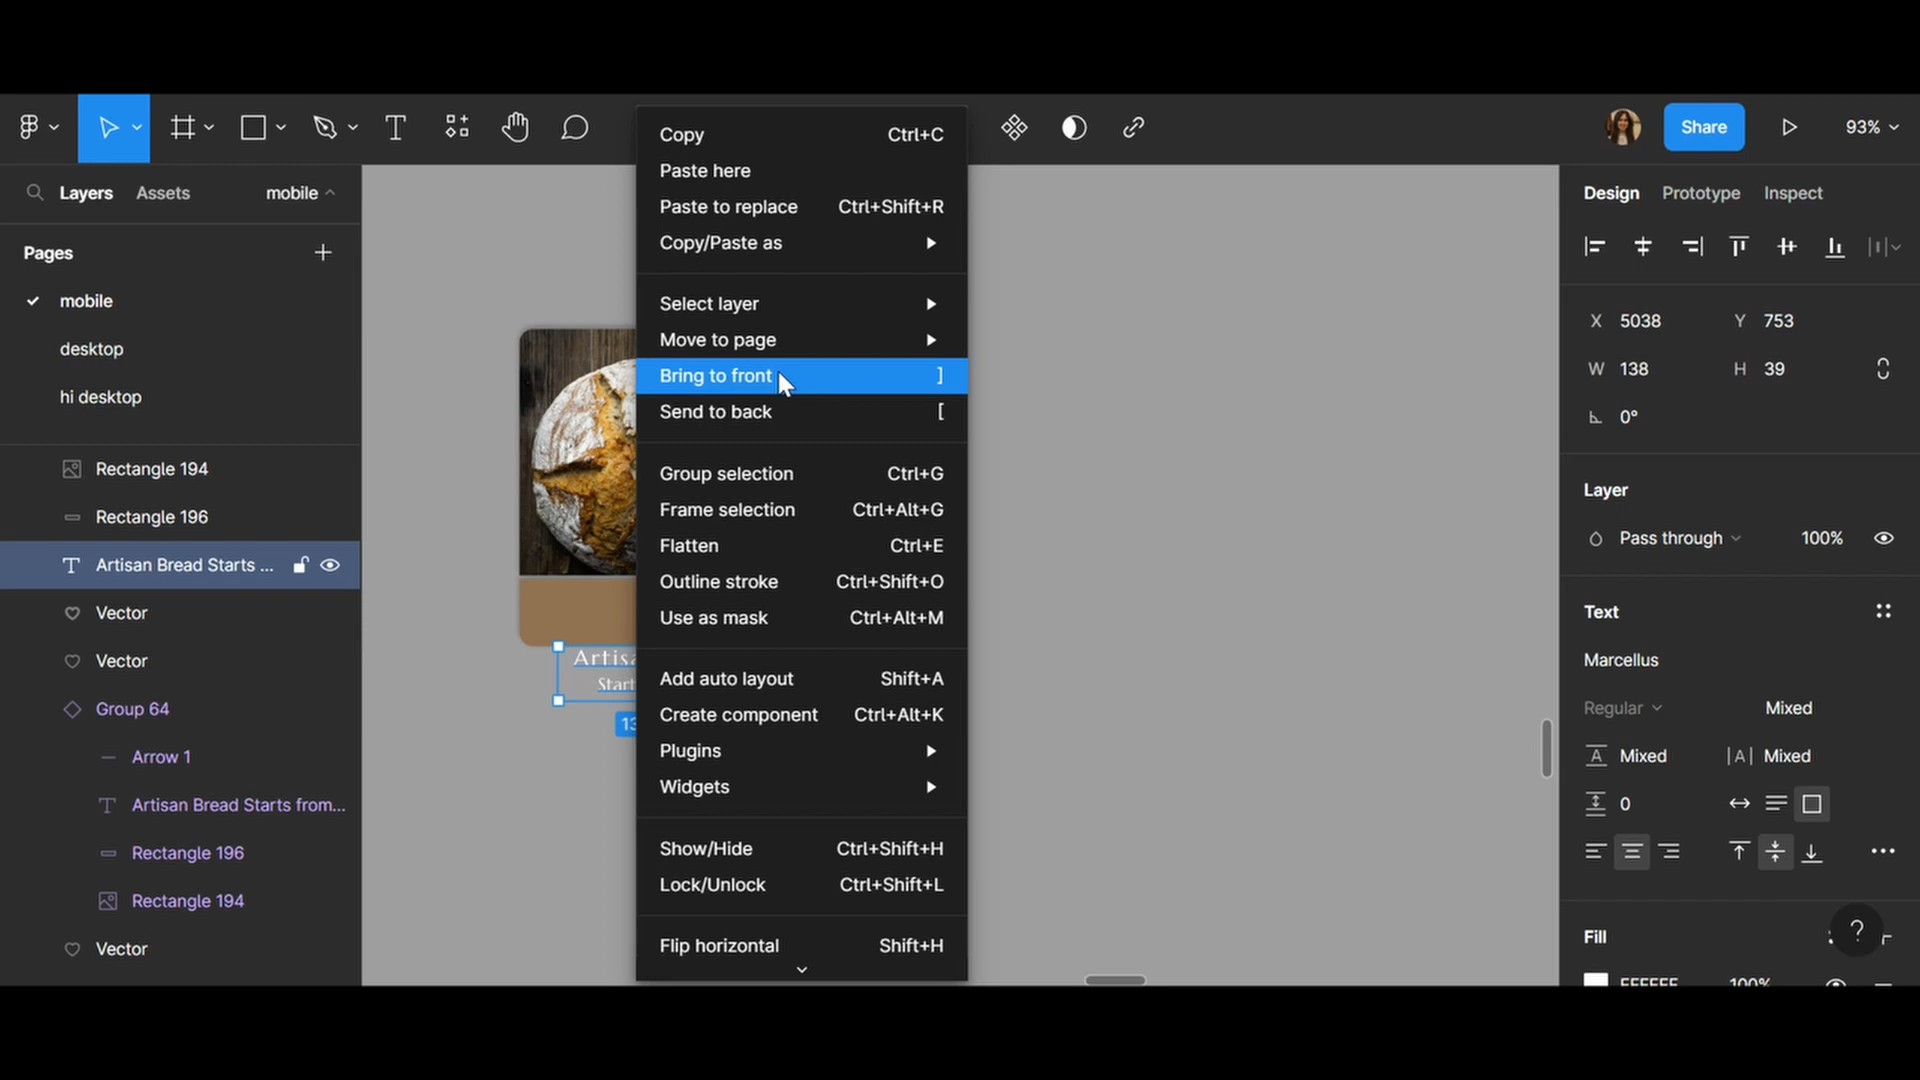 Share
93%
Layers
Assets
mobile
Pages
mobile
desktop
hi desktop
Rectangle 194
Rectangle 196
Artisan Bread Starts ...
Vector
Vector
Group 64
Arrow 1
Artisan Bread Starts from...
Rectangle 196
Rectangle 194
Vector
Artisa
Start
13
Copy Ctrl+C
Paste here
Paste to replace Ctrl+Shift+R
Copy/Paste as
Select layer
Move to page
Bring to front ]
Send to back [
Group selection Ctrl+G
Frame selection Ctrl+Alt+G
Flatten Ctrl+E
Outline stroke Ctrl+Shift+O
Use as mask Ctrl+Alt+M
Add auto layout Shift+A
Create component Ctrl+Alt+K
Plugins
Widgets
Show/Hide Ctrl+Shift+H
Lock/Unlock Ctrl+Shift+L
Flip horizontal Shift+H
Design Prototype Inspect
X 5038 Y 753
W 138 H 39
0°
Layer
Pass through 100%
Text
Marcellus
Regular Mixed
Mixed Mixed
0
Fill
?
FFFFFF 100%